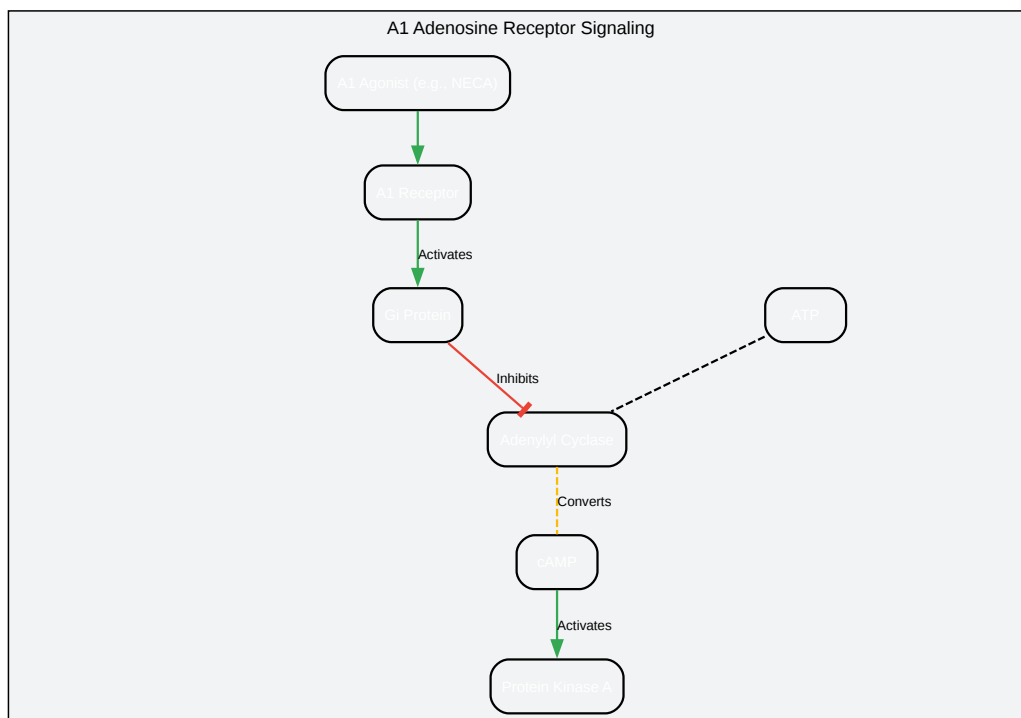 A1 Adenosine Receptor Signaling
A1 Agonist (e.g., NECA)
A1 Receptor
Activates
Gi Protein
ATP
Inhibits
Adenylyl Cyclase
Converts
cAMP
Activates
Protein Kinase A